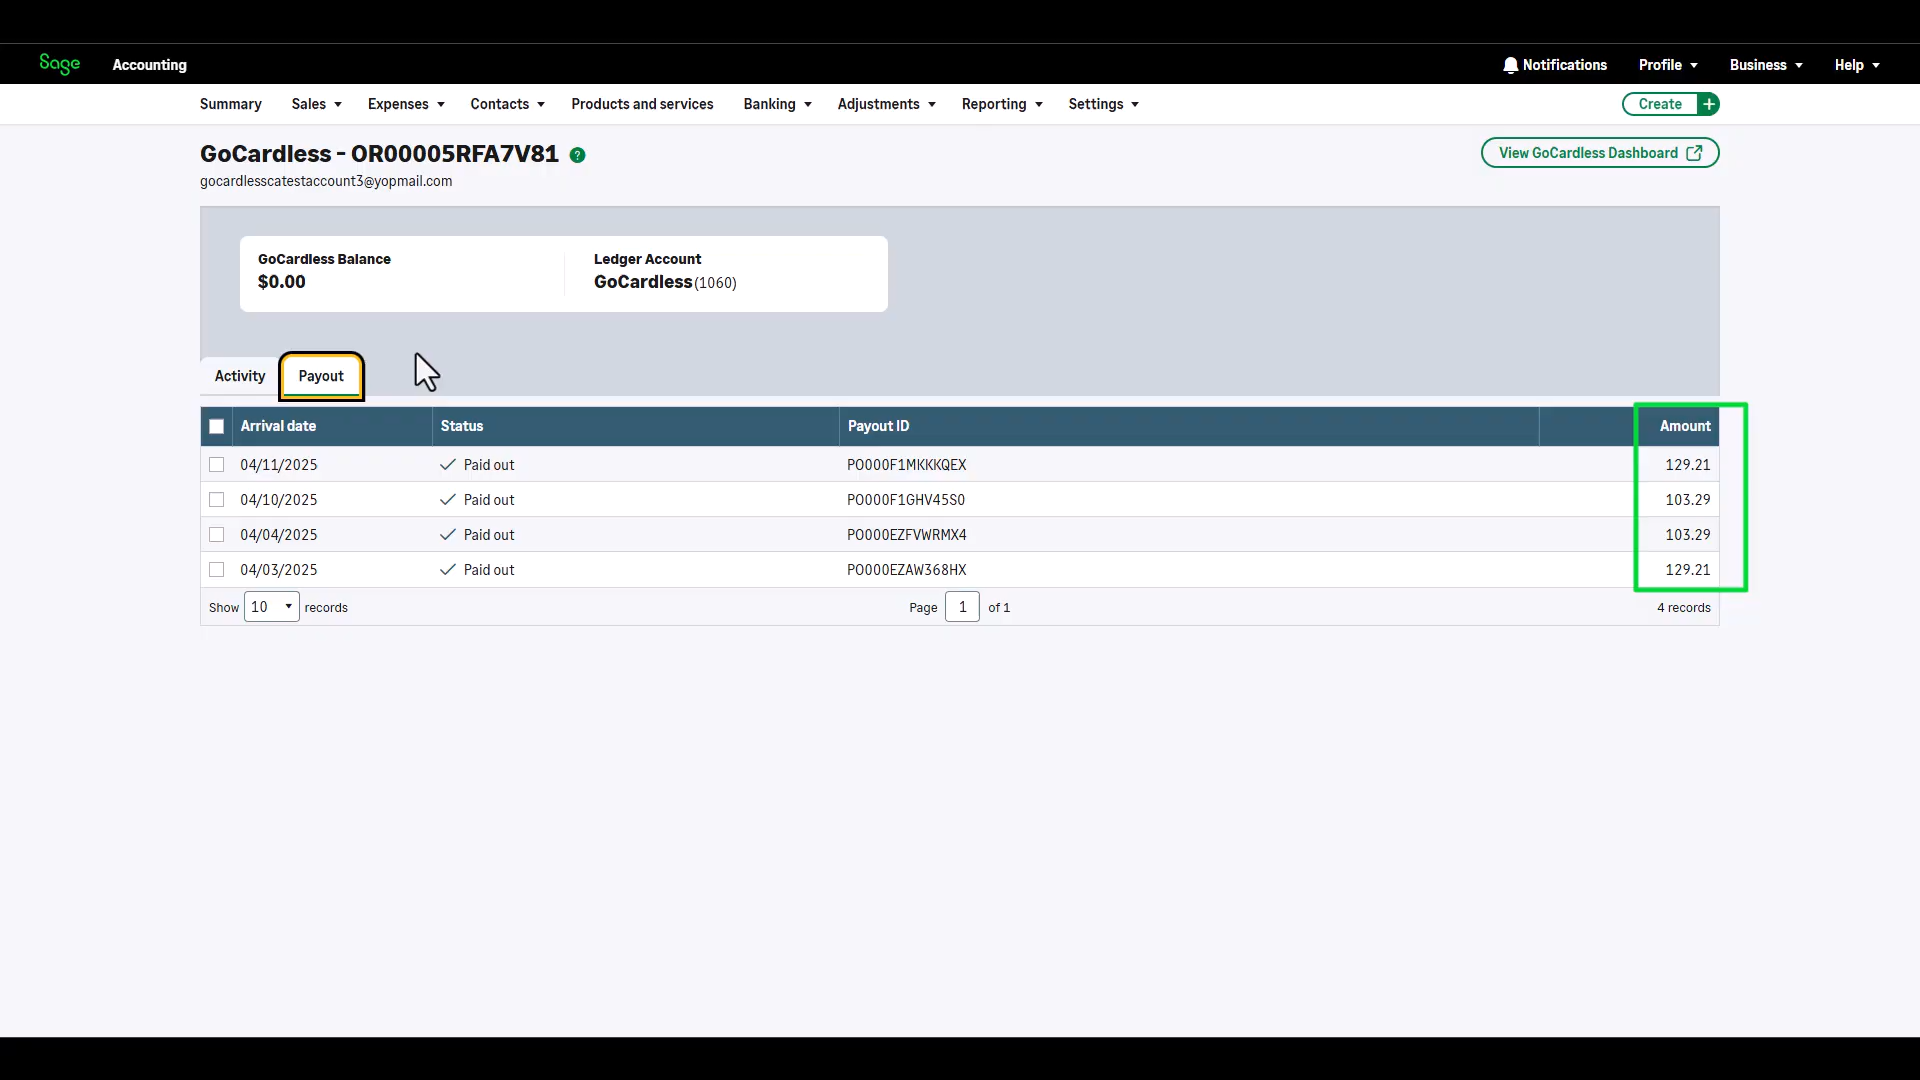 Sage Accounting Notifications Profile Business Help
Summary Sales Expenses Contacts Products and services Banking Adjustments Reporting Settings Create +
GoCardless - OR00005RFA7V81 ? View GoCardless Dashboard
gocardlesscatestaccount3@yopmail.com
GoCardless Balance Ledger Account
$0.00 GoCardless (1060)
Activity Payout
Arrival date Status Payout ID Amount
04/11/2025 Paid out PO000F1MKKKQEX 129.21
04/10/2025 Paid out PO000F1GHV45S0 103.29
04/04/2025 Paid out PO000EZFVWRMX4 103.29
04/03/2025 Paid out PO000EZAW368HX 129.21
Show 10 records Page 1 of 1 4 records